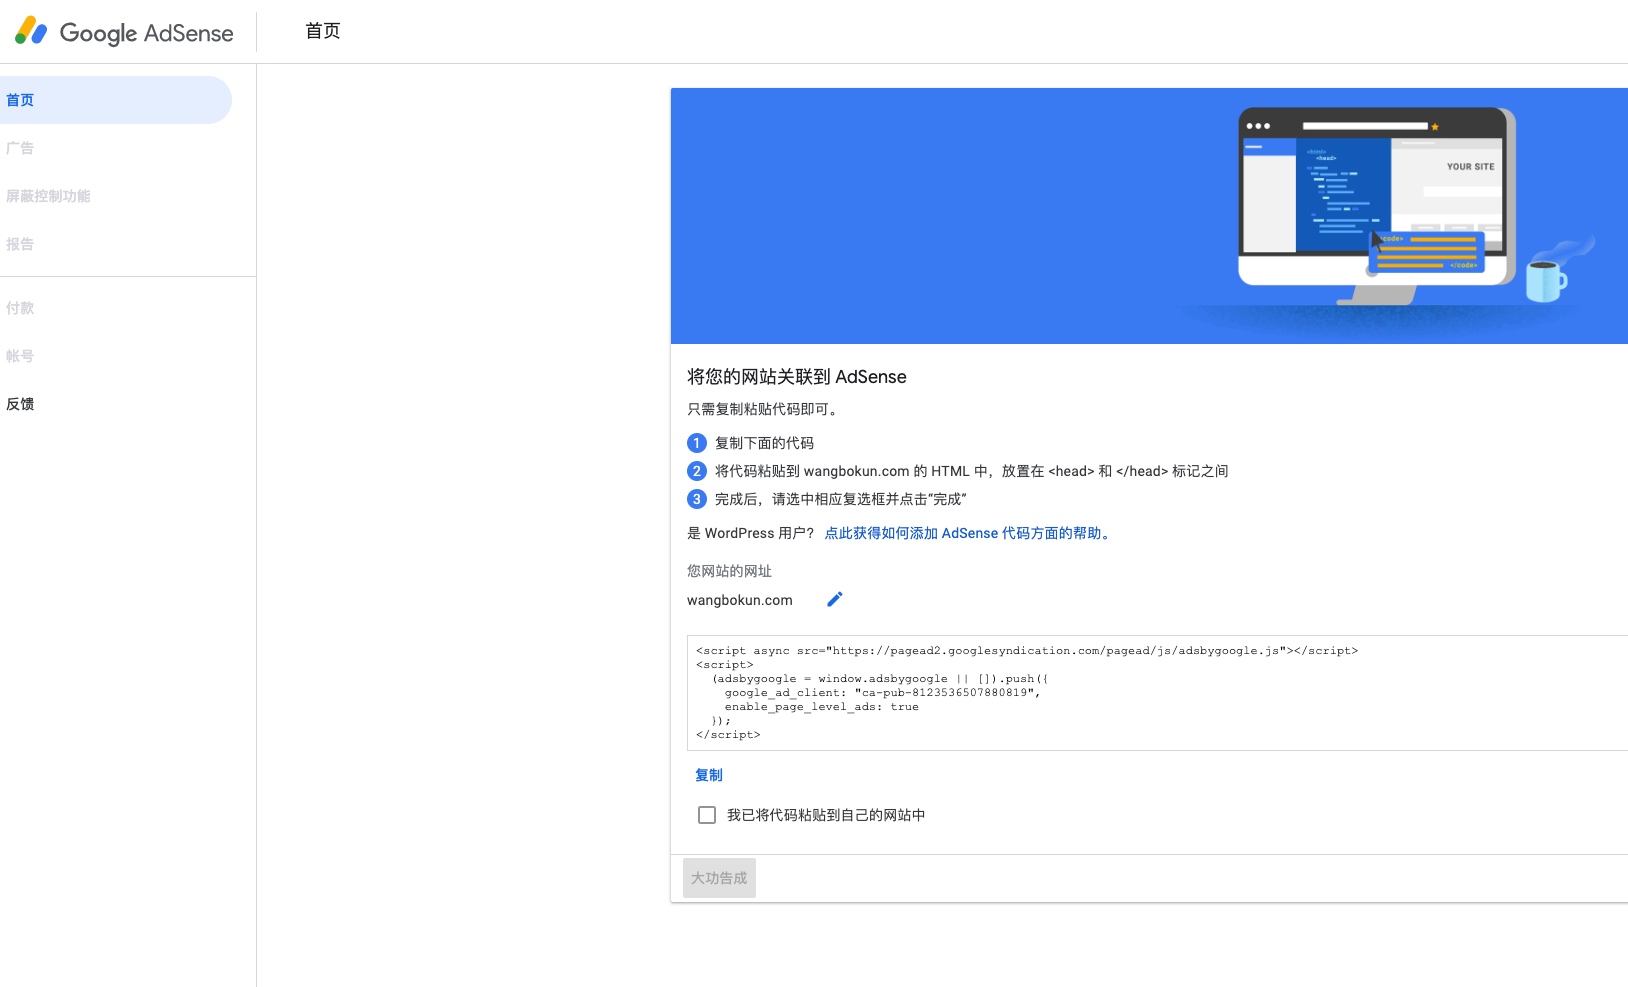 Google AdSense
首页
首页
广告
屏蔽控制功能
报告
付款
帐号
反馈
YOUR SITE
<html>
<head>
<code>
</code>
将您的网站关联到 AdSense
只需复制粘贴代码即可。
1 复制下面的代码
2 将代码粘贴到 wangbokun.com 的 HTML 中，放置在 <head> 和 </head> 标记之间
3 完成后，请选中相应复选框并点击“完成”
是 WordPress 用户？ 点此获得如何添加 AdSense 代码方面的帮助。
您网站的网址
wangbokun.com
<script async src="https://pagead2.googlesyndication.com/pagead/js/adsbygoogle.js"></script>
<script>
(adsbygoogle = window.adsbygoogle || []).push({
google_ad_client: "ca-pub-8123536507880819",
enable_page_level_ads: true
});
</script>
复制
我已将代码粘贴到自己的网站中
大功告成